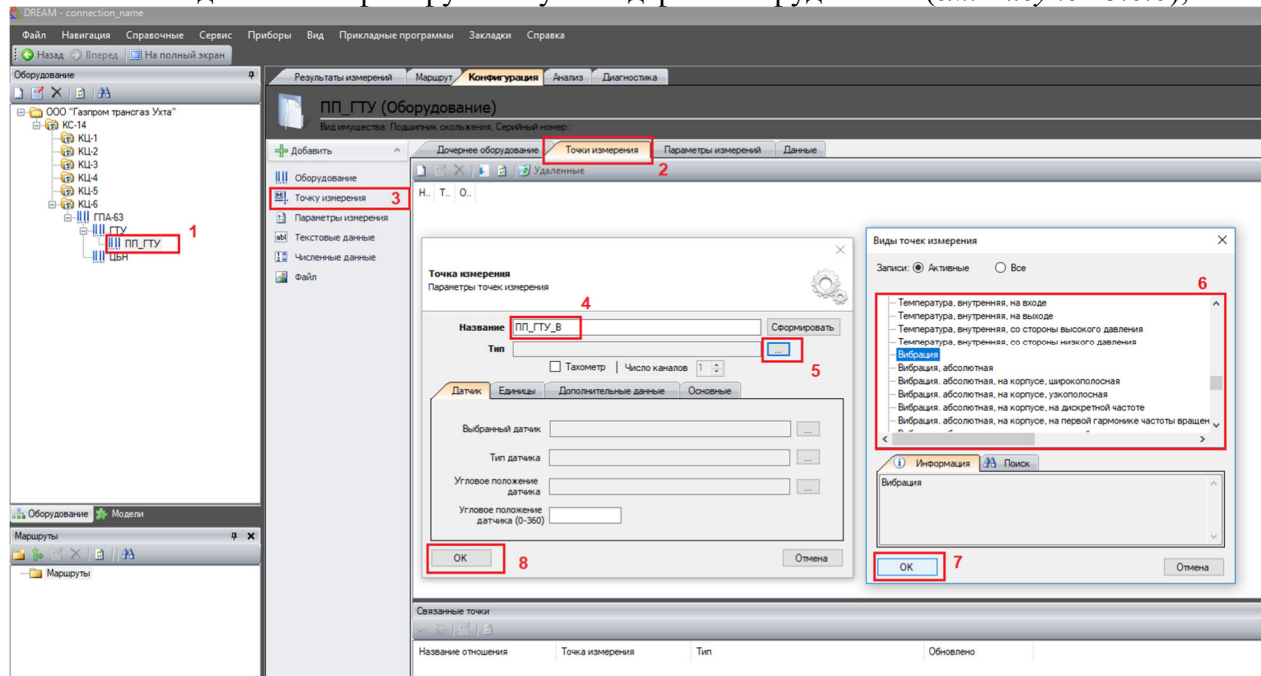 DREAM - connection_name
Файл Навигация Справочные Сервис Приборы Вид Прикладные программы Закладки Справка
Назад Вперед На полный экран
Оборудование
ООО "Газпром трансгаз Ухта"
КС-14
КЦ-1
КЦ-2
КЦ-3
КЦ-4
КЦ-5
КЦ-6
ГПА-63
ГТУ
ПП_ГТУ
1
ЦБН
Оборудование Модели
Маршруты
Маршруты
Результаты измерений Маршрут Конфигурация Анализ Диагностика
ПП_ГТУ (Оборудование)
Вид имущества: Подшипник скольжения, Серийный номер:
Добавить
Оборудование
Точку измерения 3
Параметры измерения
Текстовые данные
Численные данные
Файл
Дочернее оборудование Точки измерения Параметры измерений Данные
2
Удаленные
Н.. Т.. О..
Точка измерения
Параметры точек измерения
4
Название ПП_ГТУ_В Сформировать
Тип ...
5
Тахометр | Число каналов 1
Датчик Единицы Дополнительные данные Основные
Выбранный датчик ...
Тип датчика ...
Угловое положение
датчика ...
Угловое положение
датчика (0-360)
OK 8 Отмена
Виды точек измерения
Записи: Активные Все
6
Температура, внутренняя, на входе
Температура, внутренняя, на выходе
Температура, внутренняя, со стороны высокого давления
Температура, внутренняя, со стороны низкого давления
Вибрация
Вибрация, абсолютная
Вибрация. абсолютная, на корпусе, широкополосная
Вибрация. абсолютная, на корпусе, узкополосная
Вибрация. абсолютная, на корпусе, на дискретной частоте
Вибрация. абсолютная, на корпусе, на первой гармонике частоты вращен
Информация Поиск
Вибрация
OK 7 Отмена
Связанные точки
Название отношения Точка измерения Тип Обновлено